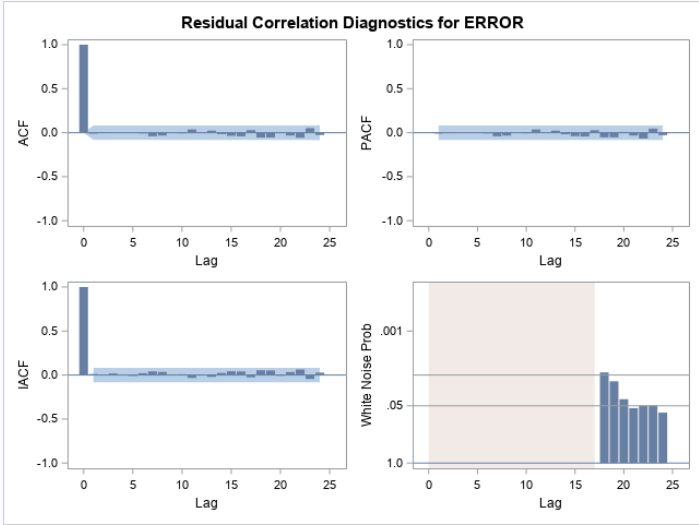 Residual Correlation Diagnostics for ERROR
1.0
0.5
0.0
-0.5
-1.0
ACF
0 5 10 15 20 25
Lag
1.0
0.5
0.0
-0.5
-1.0
PACF
0 5 10 15 20 25
Lag
1.0
0.5
0.0
-0.5
-1.0
IACF
0 5 10 15 20 25
Lag
.001
.05
1.0
White Noise Prob
0 5 10 15 20 25
Lag